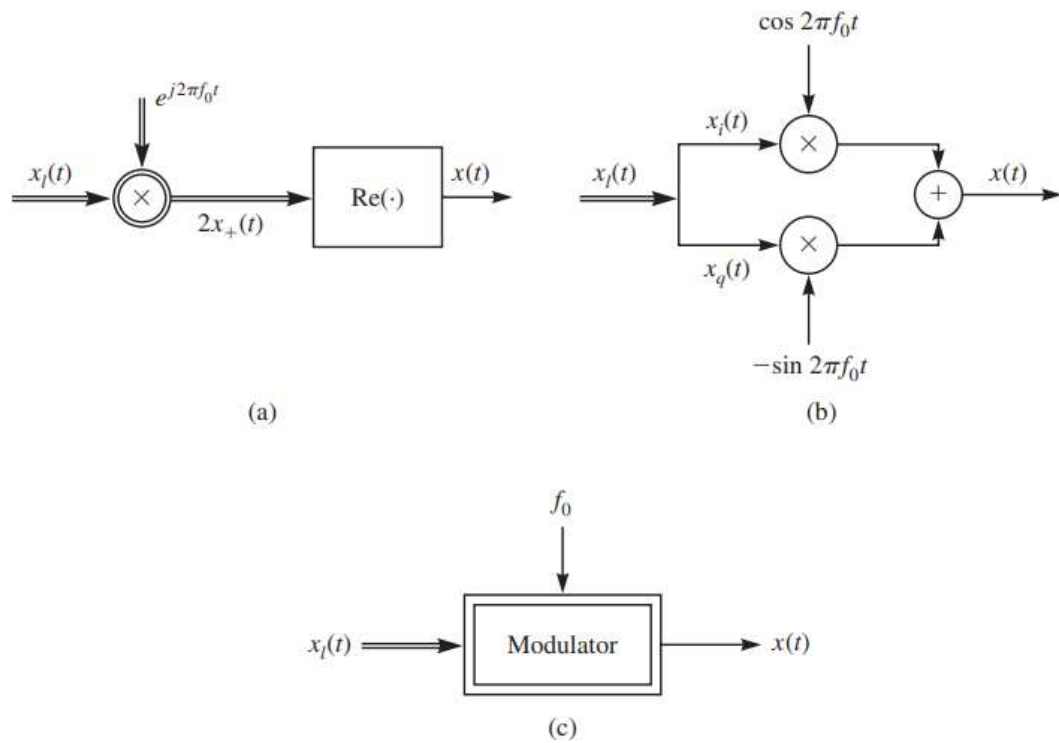 e^{j2πf_0t}
x_l(t)
×
2x_+(t)
Re(·)
x(t)
(a)
cos 2πf_0t
x_i(t)
×
x_l(t)
+
x(t)
x_q(t)
×
−sin 2πf_0t
(b)
f_0
x_l(t)
Modulator
x(t)
(c)